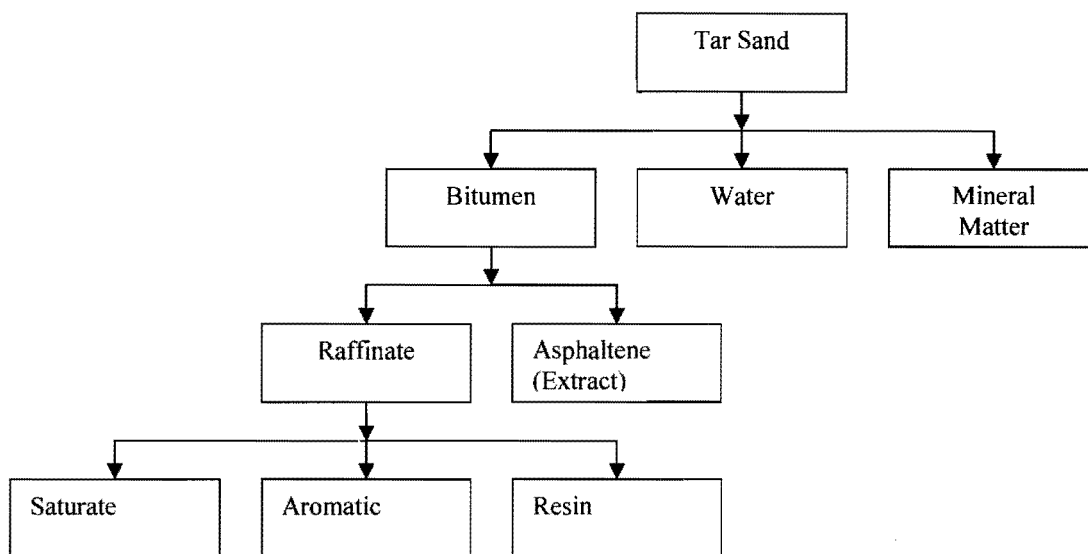 Tar Sand
Bitumen
Water
Mineral
Matter
Raffinate
Asphaltene
(Extract)
Saturate
Aromatic
Resin